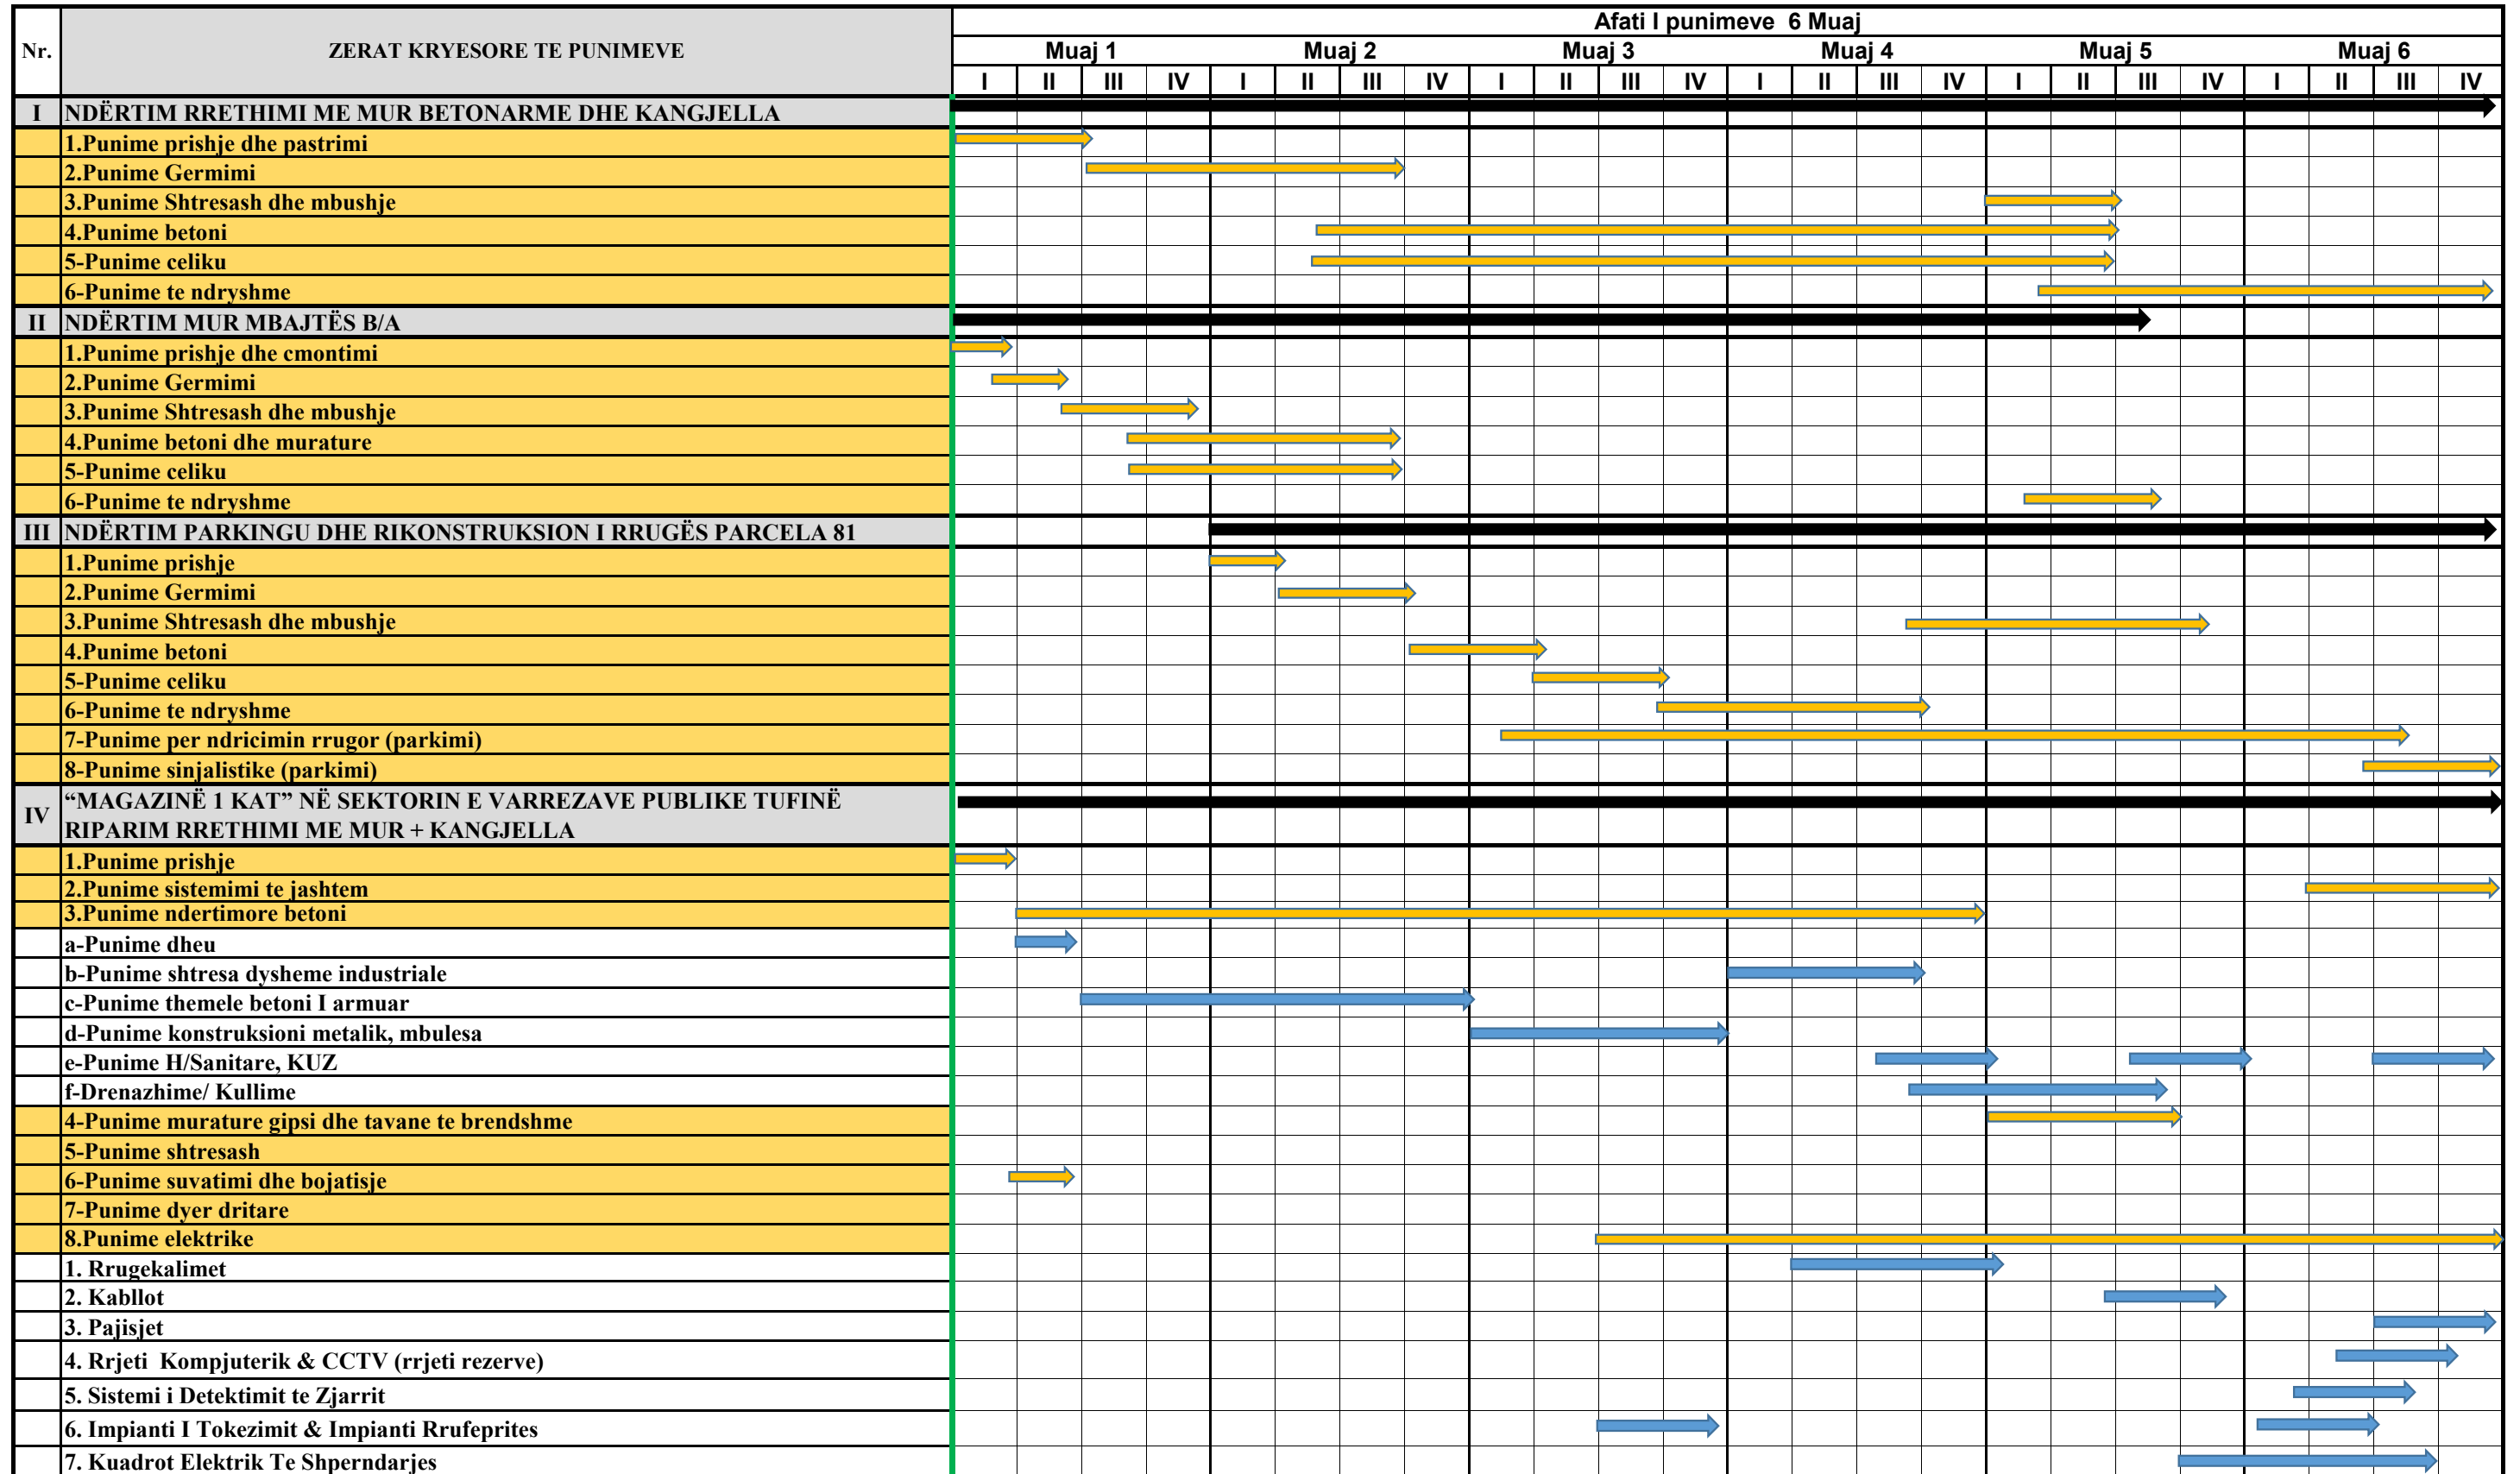 Nr.
ZERAT KRYESORE TE PUNIMEVE
Afati I punimeve 6 Muaj
Muaj 1 Muaj 2 Muaj 3 Muaj 4 Muaj 5 Muaj 6
I II III IV I II III IV I II III IV I II III IV I II III IV I II III IV
I NDËRTIM RRETHIMI ME MUR BETONARME DHE KANGJELLA
1.Punime prishje dhe pastrimi
2.Punime Germimi
3.Punime Shtresash dhe mbushje
4.Punime betoni
5-Punime celiku
6-Punime te ndryshme
II NDËRTIM MUR MBAJTËS B/A
1.Punime prishje dhe cmontimi
2.Punime Germimi
3.Punime Shtresash dhe mbushje
4.Punime betoni dhe murature
5-Punime celiku
6-Punime te ndryshme
III NDËRTIM PARKINGU DHE RIKONSTRUKSION I RRUGËS PARCELA 81
1.Punime prishje
2.Punime Germimi
3.Punime Shtresash dhe mbushje
4.Punime betoni
5-Punime celiku
6-Punime te ndryshme
7-Punime per ndricimin rrugor (parkimi)
8-Punime sinjalistike (parkimi)
IV “MAGAZINË 1 KAT” NË SEKTORIN E VARREZAVE PUBLIKE TUFINË
RIPARIM RRETHIMI ME MUR + KANGJELLA
1.Punime prishje
2.Punime sistemimi te jashtem
3.Punime ndertimore betoni
a-Punime dheu
b-Punime shtresa dysheme industriale
c-Punime themele betoni I armuar
d-Punime konstruksioni metalik, mbulesa
e-Punime H/Sanitare, KUZ
f-Drenazhime/ Kullime
4-Punime murature gipsi dhe tavane te brendshme
5-Punime shtresash
6-Punime suvatimi dhe bojatisje
7-Punime dyer dritare
8.Punime elektrike
1. Rrugekalimet
2. Kabllot
3. Pajisjet
4. Rrjeti Kompjuterik & CCTV (rrjeti rezerve)
5. Sistemi i Detektimit te Zjarrit
6. Impianti I Tokezimit & Impianti Rrufeprites
7. Kuadrot Elektrik Te Shperndarjes